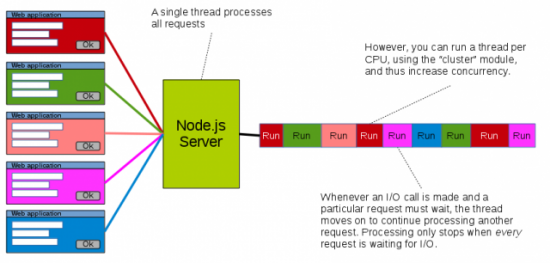 Web application
Ok
Web application
Ok
Web application
Ok
Web application
Ok
Web application
Ok
A single thread processes
all requests
Node.js
Server
However, you can run a thread per
CPU, using the "cluster" module,
and thus increase concurrency.
Run Run Run Run Run Run Run Run Run
Whenever an I/O call is made and a
particular request must wait, the thread
moves on to continue processing another
request. Processing only stops when every
request is waiting for I/O.